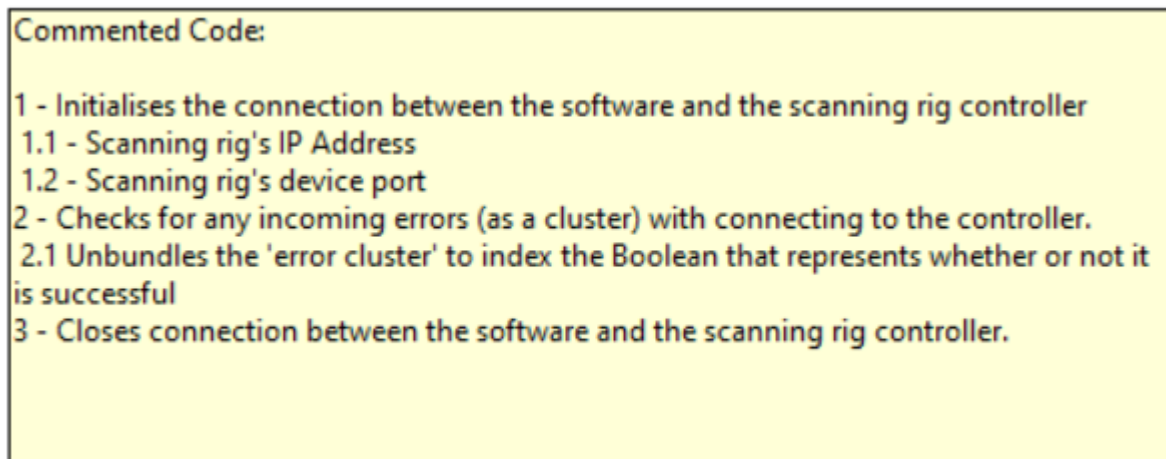 Commented Code:
1 - Initialises the connection between the software and the scanning rig controller
1.1 - Scanning rig's IP Address
1.2 - Scanning rig's device port
2 - Checks for any incoming errors (as a cluster) with connecting to the controller.
2.1 Unbundles the 'error cluster' to index the Boolean that represents whether or not it
is successful
3 - Closes connection between the software and the scanning rig controller.